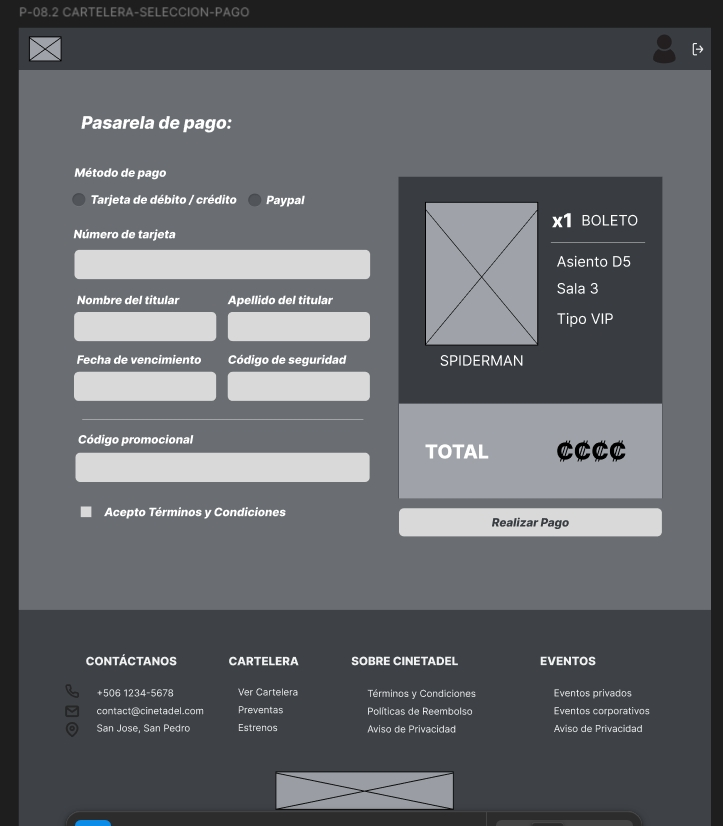 P-08.2 CARTELERA-SELECCION-PAGO
Pasarela de pago:
Método de pago
Tarjeta de débito / crédito
Paypal
Número de tarjeta
Nombre del titular
Apellido del titular
Fecha de vencimiento
Código de seguridad
Código promocional
Acepto Términos y Condiciones
x1 BOLETO
Asiento D5
Sala 3
Tipo VIP
SPIDERMAN
TOTAL ₡₡₡₡
Realizar Pago
CONTÁCTANOS
+506 1234-5678
contact@cinetadel.com
San Jose, San Pedro
CARTELERA
Ver Cartelera
Preventas
Estrenos
SOBRE CINETADEL
Términos y Condiciones
Políticas de Reembolso
Aviso de Privacidad
EVENTOS
Eventos privados
Eventos corporativos
Aviso de Privacidad